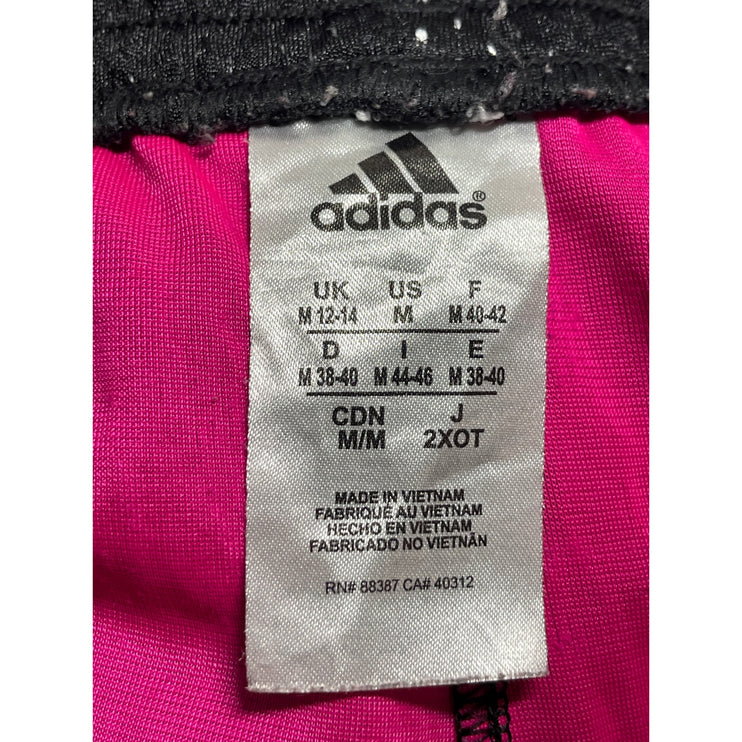 adidas®
UK US F
M 12-14 M M 40-42
D I E
M 38-40 M 44-46 M 38-40
CDN J
M/M 2XOT
MADE IN VIETNAM
FABRIQUÉ AU VIETNAM
HECHO EN VIETNAM
FABRICADO NO VIETNÃN
RN# 88387 CA# 40312